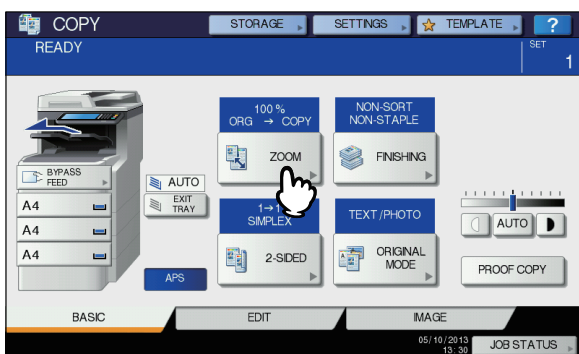 COPY
STORAGE
SETTINGS
TEMPLATE
?
READY
SET
1
100 %
ORG → COPY
NON-SORT
NON-STAPLE
ZOOM
FINISHING
BYPASS
FEED
AUTO
EXIT
TRAY
A4
A4
A4
A4
1→1
SIMPLEX
TEXT/PHOTO
AUTO
2-SIDED
ORIGINAL
MODE
APS
PROOF COPY
BASIC
EDIT
IMAGE
05/10/2013
13:30
JOB STATUS